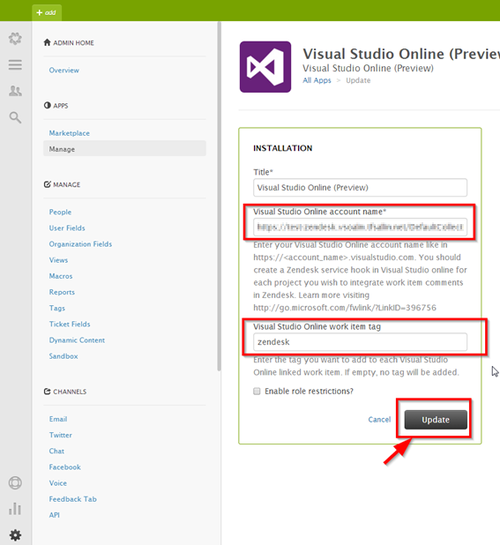 + add
ADMIN HOME
Overview
APPS
Marketplace
Manage
MANAGE
People
User Fields
Organization Fields
Views
Macros
Reports
Tags
Ticket Fields
Dynamic Content
Sandbox
CHANNELS
Email
Twitter
Chat
Facebook
Voice
Feedback Tab
API
Visual Studio Online (Preview
Visual Studio Online (Preview)
All Apps > Update
INSTALLATION
Title*
Visual Studio Online (Preview)
Visual Studio Online account name*
Enter your Visual Studio Online account name like in
https://<account_name>.visualstudio.com. You should
create a Zendesk service hook in Visual Studio online for
each project you wish to integrate work item comments
in Zendesk. Learn more visiting
http://go.microsoft.com/fwlink/?LinkID=396756
Visual Studio Online work item tag
zendesk
Enter the tag you want to add to each Visual Studio
Online linked work item. If empty, no tag will be added.
Enable role restrictions?
Cancel
Update